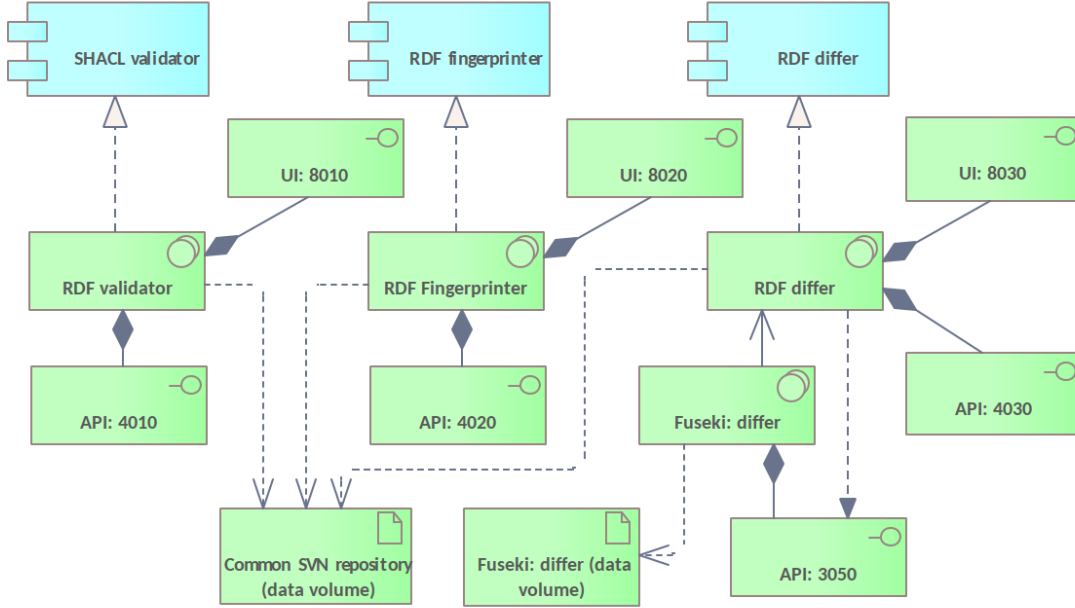 SHACL validator
RDF fingerprinter
RDF differ
UI: 8010
UI: 8020
UI: 8030
RDF validator
RDF Fingerprinter
RDF differ
API: 4010
API: 4020
Fuseki: differ
API: 4030
Common SVN repository
(data volume)
Fuseki: differ (data
volume)
API: 3050